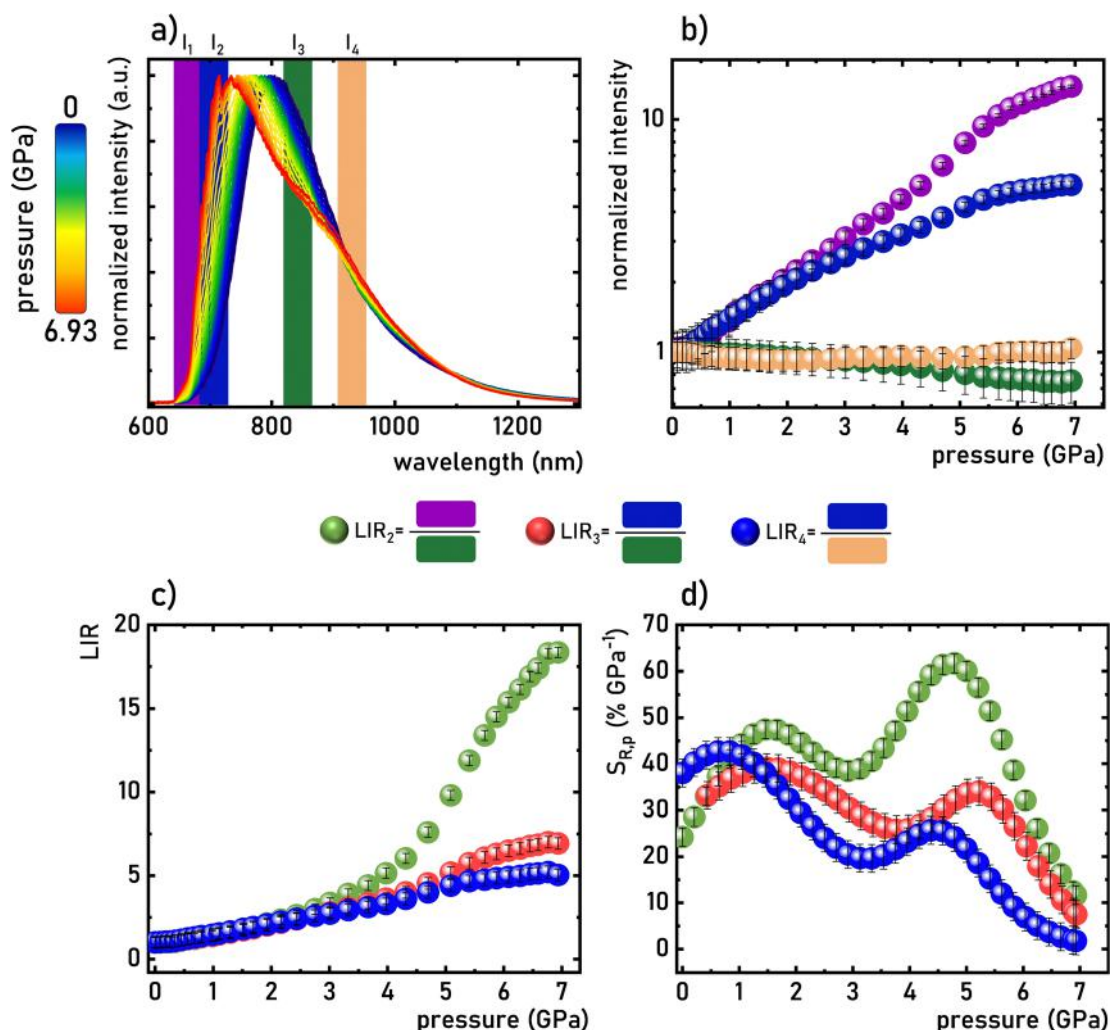 a)
I₁ I₂ I₃ I₄
0
pressure (GPa)
6.93
normalized intensity (a.u.)
600 800 1000 1200
wavelength (nm)
b)
normalized intensity
10
1
0 1 2 3 4 5 6 7
pressure (GPa)
LIR₂=
LIR₃=
LIR₄=
c)
LIR
20
15
10
5
0
0 1 2 3 4 5 6 7
pressure (GPa)
d)
S_R,p (% GPa⁻¹)
70
60
50
40
30
20
10
0
0 1 2 3 4 5 6 7
pressure (GPa)